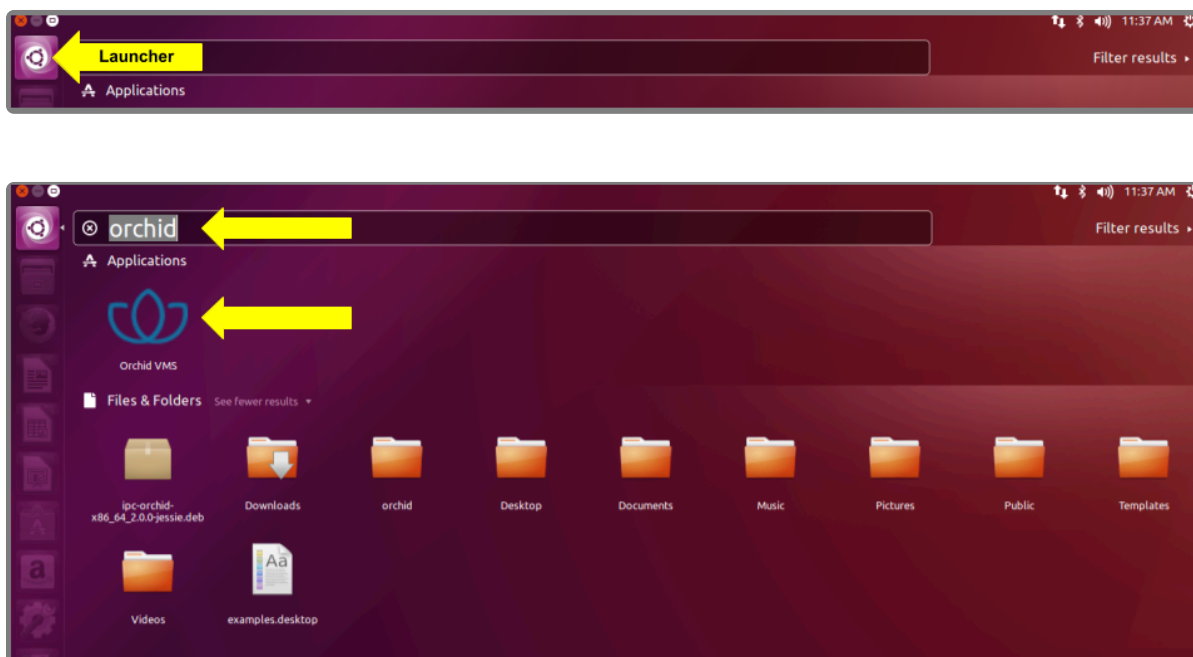 11:37 AM
Launcher
Filter results
Applications
11:37 AM
orchid
Filter results
Applications
Orchid VMS
Files & Folders See fewer results
ipc-orchid-
x86_64_2.0.0-jessie.deb
Downloads
orchid
Desktop
Documents
Music
Pictures
Public
Templates
Aa
Videos
examples.desktop